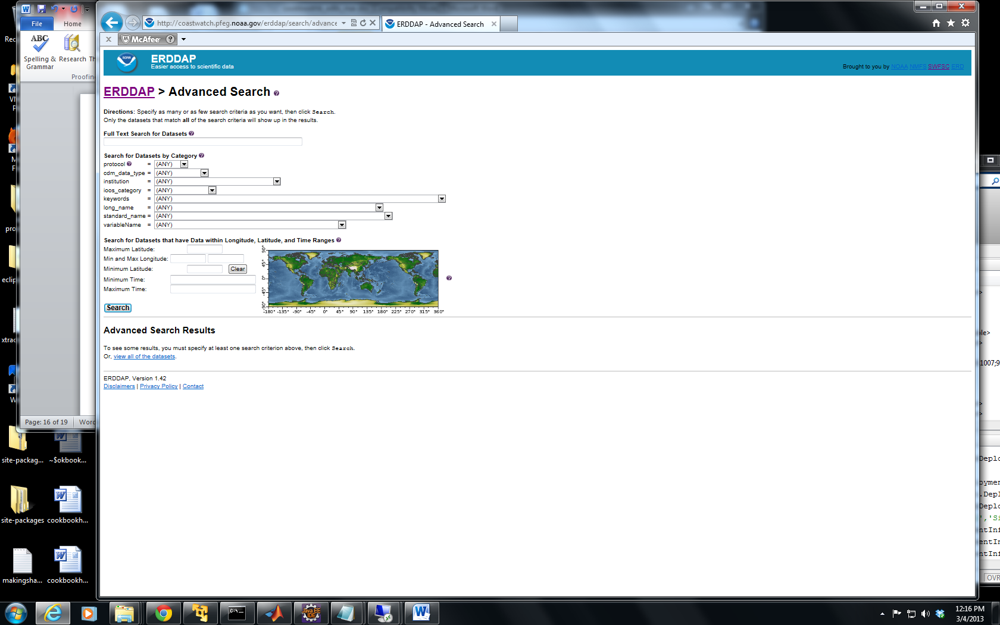 File Home
http://coastwatch.pfeg.noaa.gov/erddap/search/advance
ERDDAP - Advanced Search
McAfee
ABC
Spelling & Grammar
Research
Th
Proofin
ERDDAP
Easier access to scientific data
Brought to you by NOAA NMFS SWFSC ERD
ERDDAP > Advanced Search
Directions: Specify as many or as few search criteria as you want, then click Search.
Only the datasets that match all of the search criteria will show up in the results.
Full Text Search for Datasets
Search for Datasets by Category
protocol = (ANY)
cdm_data_type = (ANY)
institution = (ANY)
ioos_category = (ANY)
keywords = (ANY)
long_name = (ANY)
standard_name = (ANY)
variableName = (ANY)
Search for Datasets that have Data within Longitude, Latitude, and Time Ranges
Maximum Latitude:
Min and Max Longitude:
Minimum Latitude:
Clear
Minimum Time:
Maximum Time:
Search
90°
45°
0°
-45°
-90°
-180° -135° -90° -45° 0° 45° 90° 135° 180° 225° 270° 315° 360°
Advanced Search Results
To see some results, you must specify at least one search criterion above, then click Search.
Or, view all of the datasets.
ERDDAP, Version 1.42
Disclaimers | Privacy Policy | Contact
Page: 16 of 19
Word
Rec
pro
eclip
xtrac
site-packag...
~$okbook...
site-packages
cookbookh...
makingsha...
cookbookh...
le>
1007;9
Deplo
oymen
.Depl
Deplo
','Si
ntInf
entIn
ntInf
OVR
C:\
Java EE
IDE
12:16 PM
3/4/2013